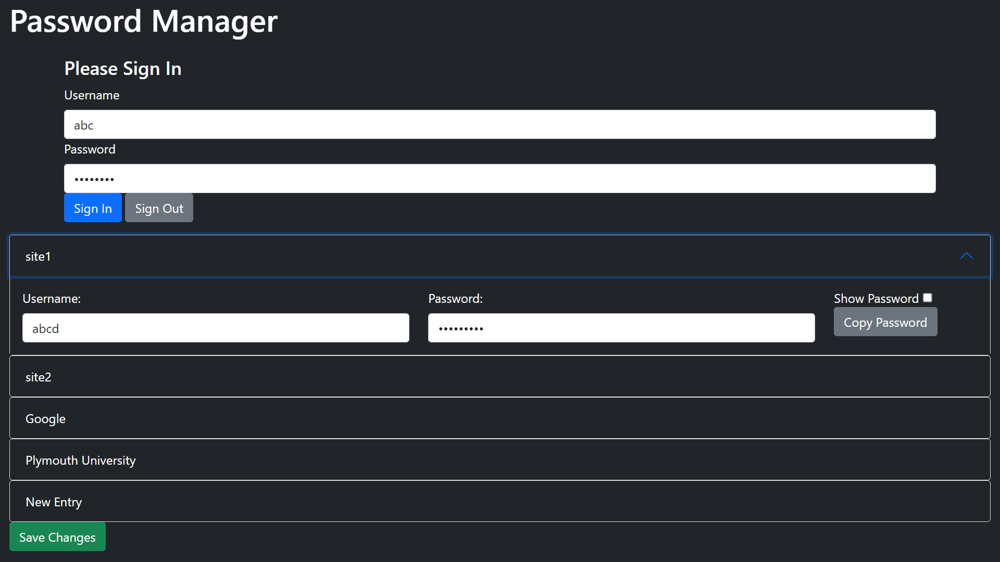 Password Manager
Please Sign In
Username
abc
Password
••••••••
Sign In Sign Out
site1
Username: Password: Show Password
abcd ••••••••• Copy Password
site2
Google
Plymouth University
New Entry
Save Changes